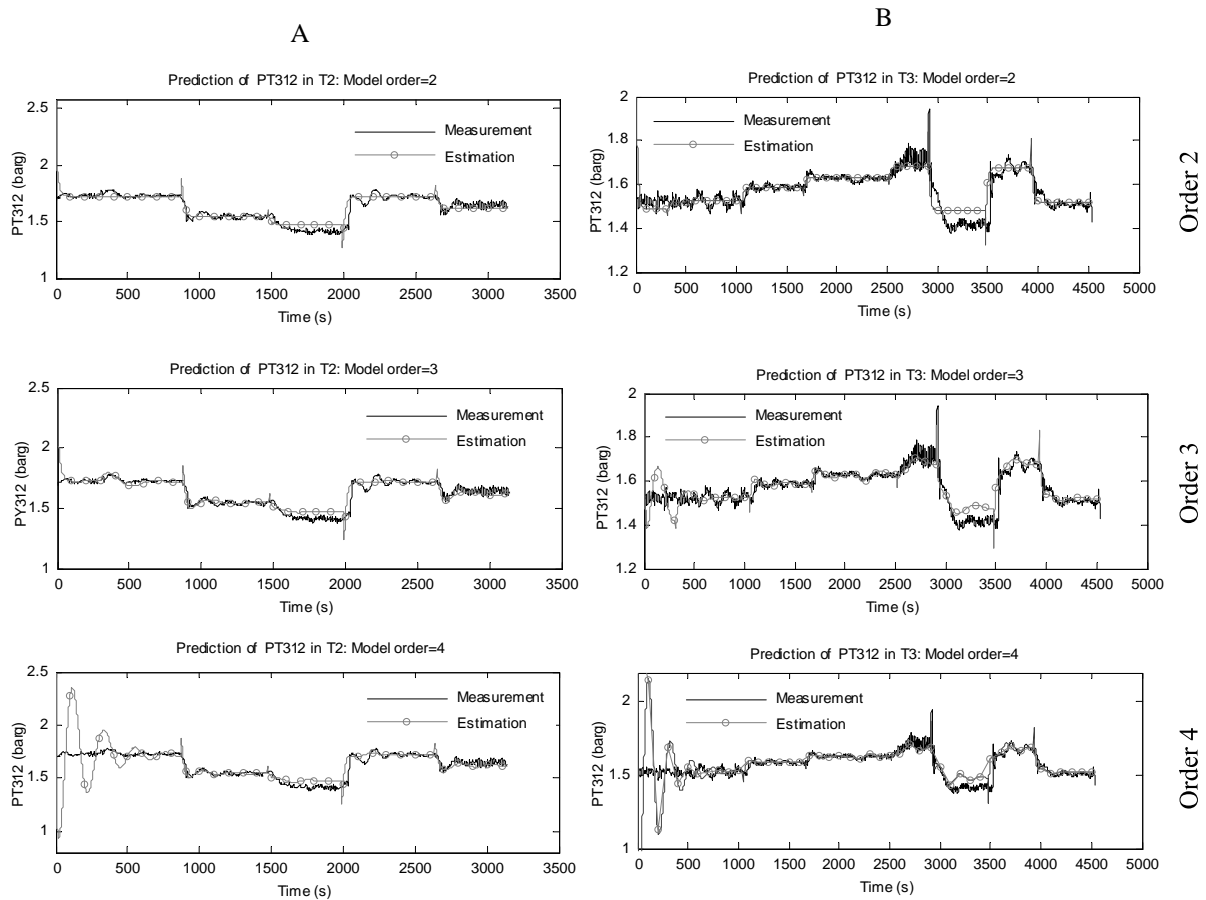 A
B
Prediction of PT312 in T2: Model order=2
2.5
2
1.5
1
PT312 (barg)
Measurement
Estimation
0 500 1000 1500 2000 2500 3000 3500
Time (s)
Prediction of PT312 in T3: Model order=2
2
1.8
1.6
1.4
1.2
PT312 (barg)
Measurement
Estimation
0 500 1000 1500 2000 2500 3000 3500 4000 4500 5000
Time (s)
Order 2
Prediction of PT312 in T2: Model order=3
2.5
2
1.5
1
PY312 (barg)
Measurement
Estimation
0 500 1000 1500 2000 2500 3000 3500
Time (s)
Prediction of PT312 in T3: Model order=3
2
1.8
1.6
1.4
1.2
PT312 (barg)
Measurement
Estimation
0 500 1000 1500 2000 2500 3000 3500 4000 4500 5000
Time (s)
Order 3
Prediction of PT312 in T2: Model order=4
2.5
2
1.5
1
PT312 (barg)
Measurement
Estimation
0 500 1000 1500 2000 2500 3000 3500
Time (s)
Prediction of PT312 in T3: Model order=4
2
1.5
1
PT312 (barg)
Measurement
Estimation
0 500 1000 1500 2000 2500 3000 3500 4000 4500 5000
Time (s)
Order 4